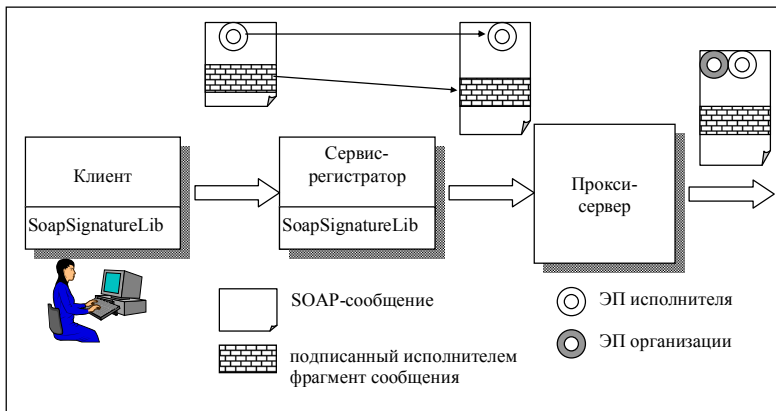 Клиент
SoapSignatureLib
Сервис-
регистратор
SoapSignatureLib
Прокси-
сервер
SOAP-сообщение
подписанный исполнителем
фрагмент сообщения
ЭП исполнителя
ЭП организации